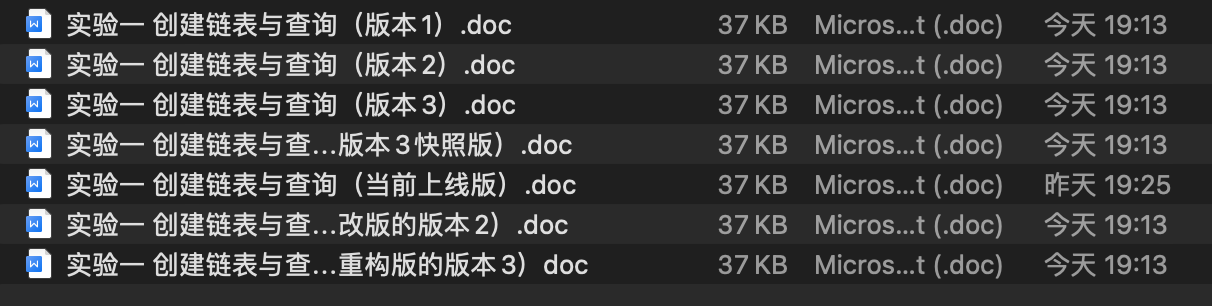 实验一 创建链表与查询（版本1）.doc 37 KB Micros...t (.doc) 今天 19:13
实验一 创建链表与查询（版本2）.doc 37 KB Micros...t (.doc) 今天 19:13
实验一 创建链表与查询（版本3）.doc 37 KB Micros...t (.doc) 今天 19:13
实验一 创建链表与查...版本3快照版）.doc 37 KB Micros...t (.doc) 今天 19:13
实验一 创建链表与查询（当前上线版）.doc 37 KB Micros...t (.doc) 昨天 19:25
实验一 创建链表与查...改版的版本2）.doc 37 KB Micros...t (.doc) 今天 19:13
实验一 创建链表与查...重构版的版本3）doc 37 KB Micros...t (.doc) 今天 19:13